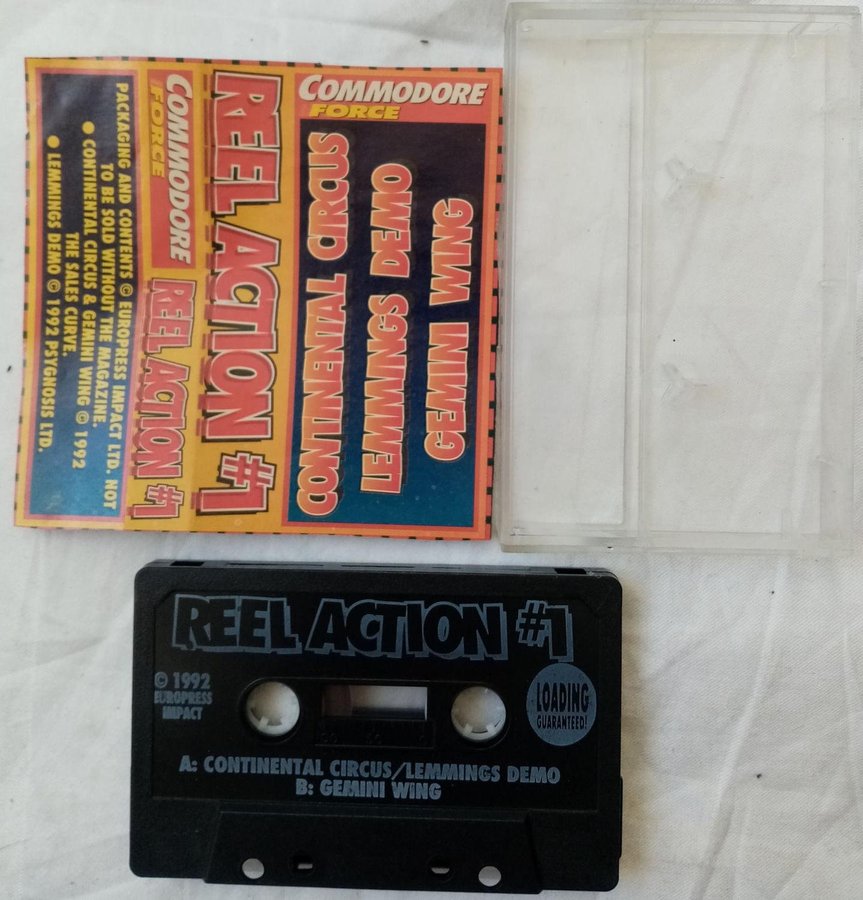 COMMODORE
FORCE
CONTINENTAL CIRCUS
LEMMINGS DEMO
GEMINI WING
REEL ACTION #1
COMMODORE
FORCE
REEL ACTION #1
PACKAGING AND CONTENTS © EUROPRESS IMPACT LTD. NOT
TO BE SOLD WITHOUT THE MAGAZINE.
● CONTINENTAL CIRCUS & GEMINI WING © 1992
THE SALES CURVE.
● LEMMINGS DEMO © 1992 PSYGNOSIS LTD.
REEL ACTION #1
© 1992
EUROPRESS
IMPACT
LOADING
GUARANTEED!
A: CONTINENTAL CIRCUS/LEMMINGS DEMO
B: GEMINI WING